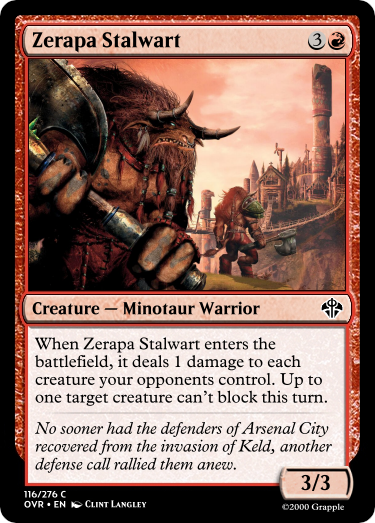 Zerapa Stalwart 3
Creature — Minotaur Warrior
When Zerapa Stalwart enters the
battlefield, it deals 1 damage to each
creature your opponents control. Up to
one target creature can't block this turn.
No sooner had the defenders of Arsenal City
recovered from the invasion of Keld, another
defense call rallied them anew.
3/3
116/276 C
OVR • EN Clint Langley
©2000 Grapple